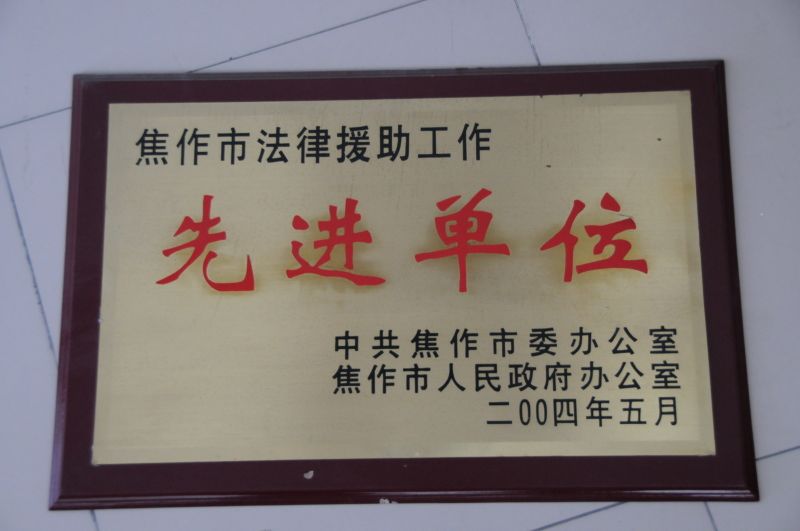 焦作市法律援助工作
先进单位
中共焦作市委办公室
焦作市人民政府办公室
二00四年五月